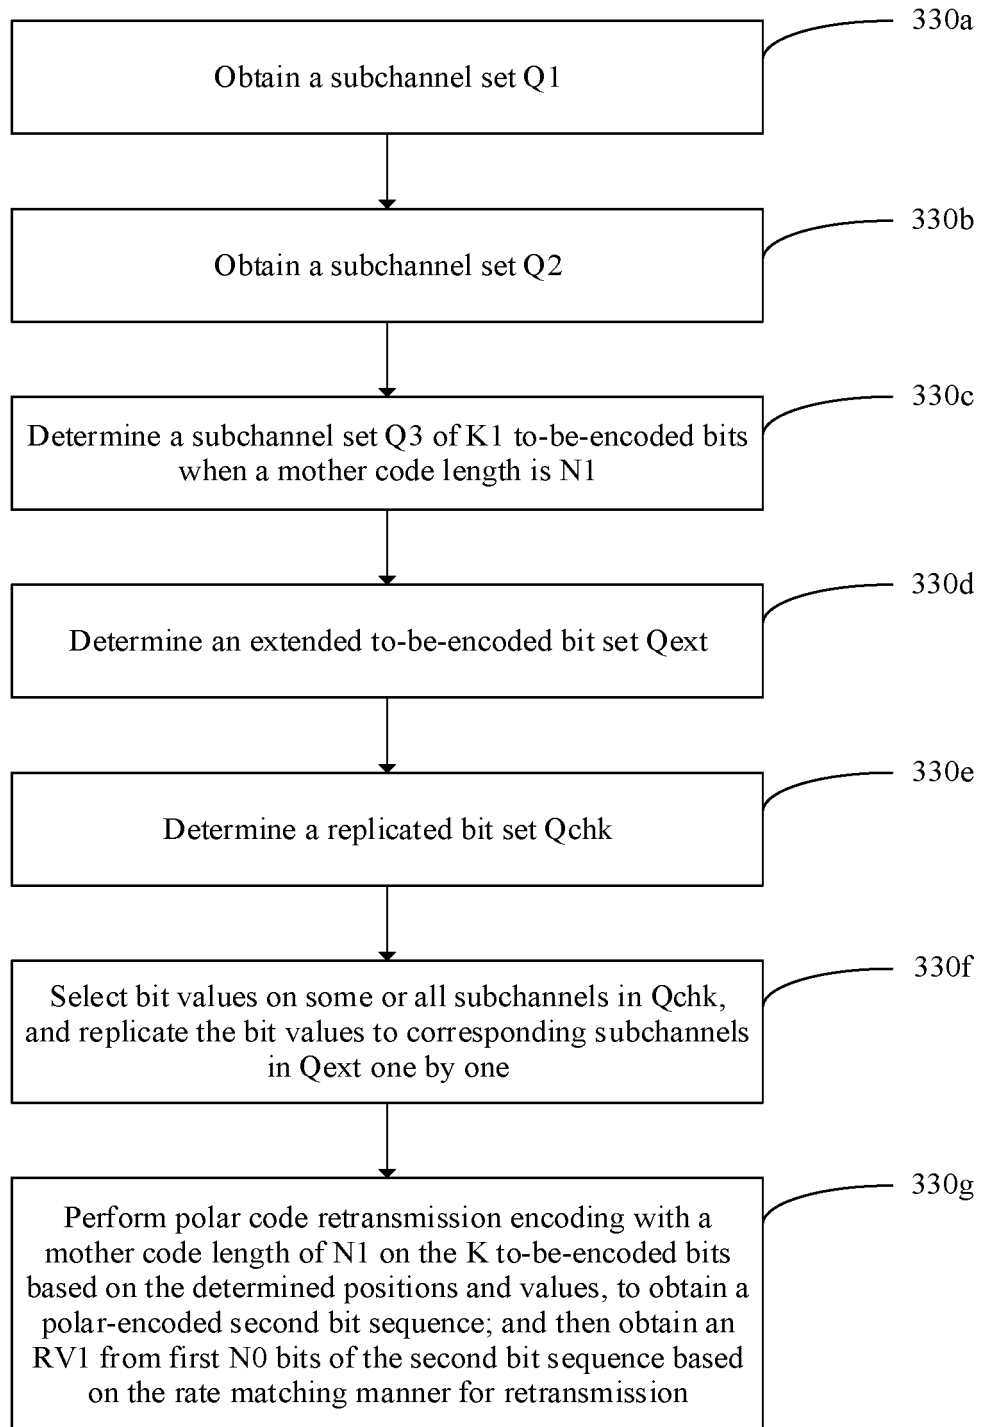 330a
Obtain a subchannel set Q1
330b
Obtain a subchannel set Q2
330c
Determine a subchannel set Q3 of K1 to-be-encoded bits
when a mother code length is N1
330d
Determine an extended to-be-encoded bit set Qext
330e
Determine a replicated bit set Qchk
330f
Select bit values on some or all subchannels in Qchk,
and replicate the bit values to corresponding subchannels
in Qext one by one
330g
Perform polar code retransmission encoding with a
mother code length of N1 on the K to-be-encoded bits
based on the determined positions and values, to obtain a
polar-encoded second bit sequence; and then obtain an
RV1 from first N0 bits of the second bit sequence based
on the rate matching manner for retransmission